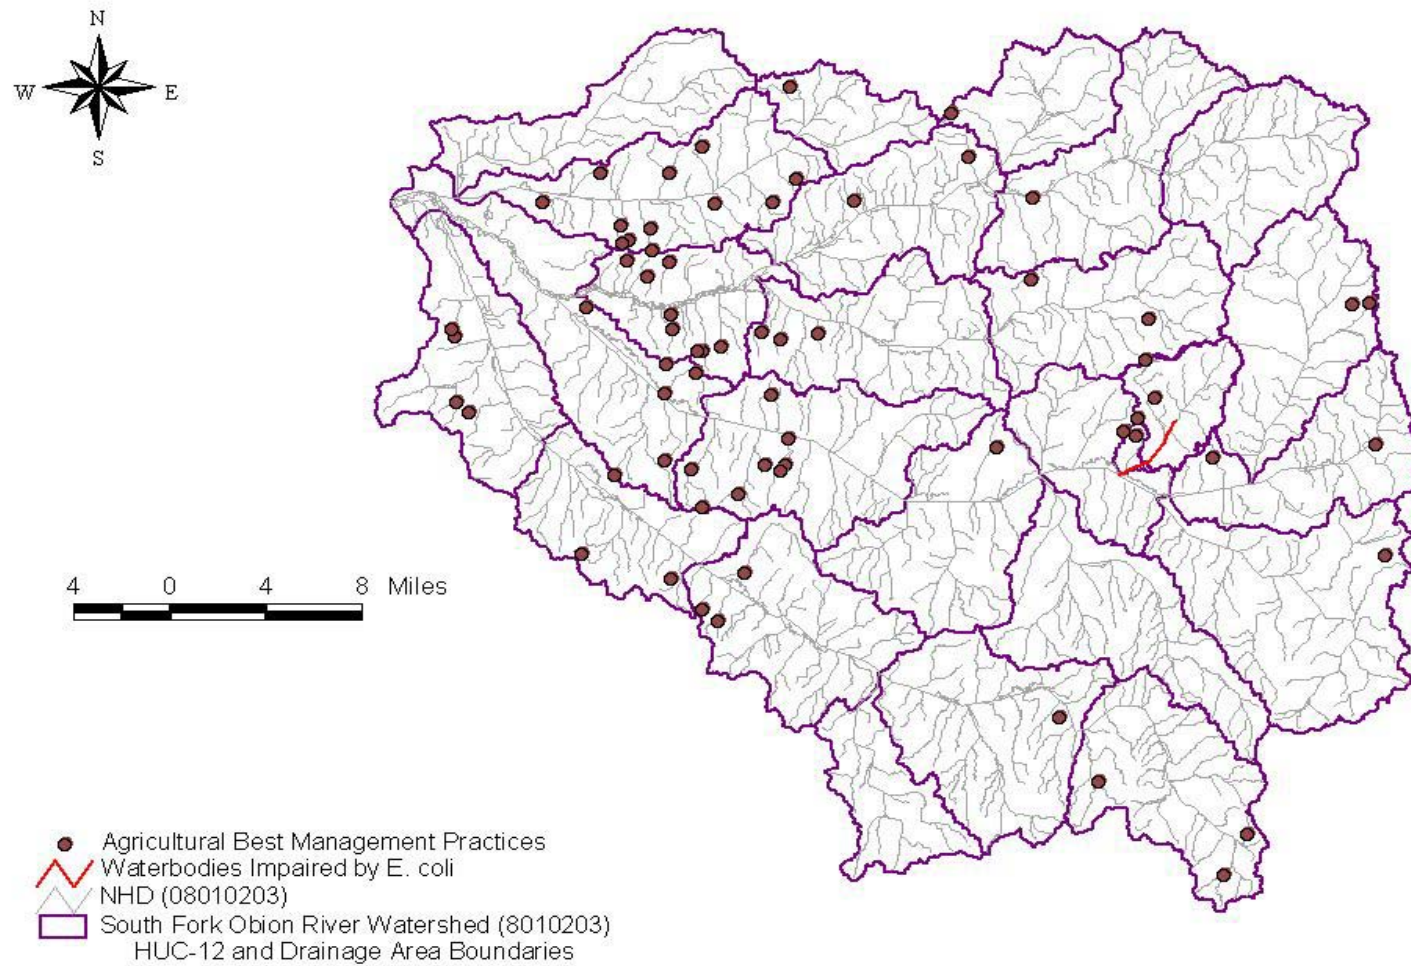 N
W E
S
4 0 4 8 Miles
Agricultural Best Management Practices
Waterbodies Impaired by E. coli
NHD (08010203)
South Fork Obion River Watershed (8010203)
HUC-12 and Drainage Area Boundaries